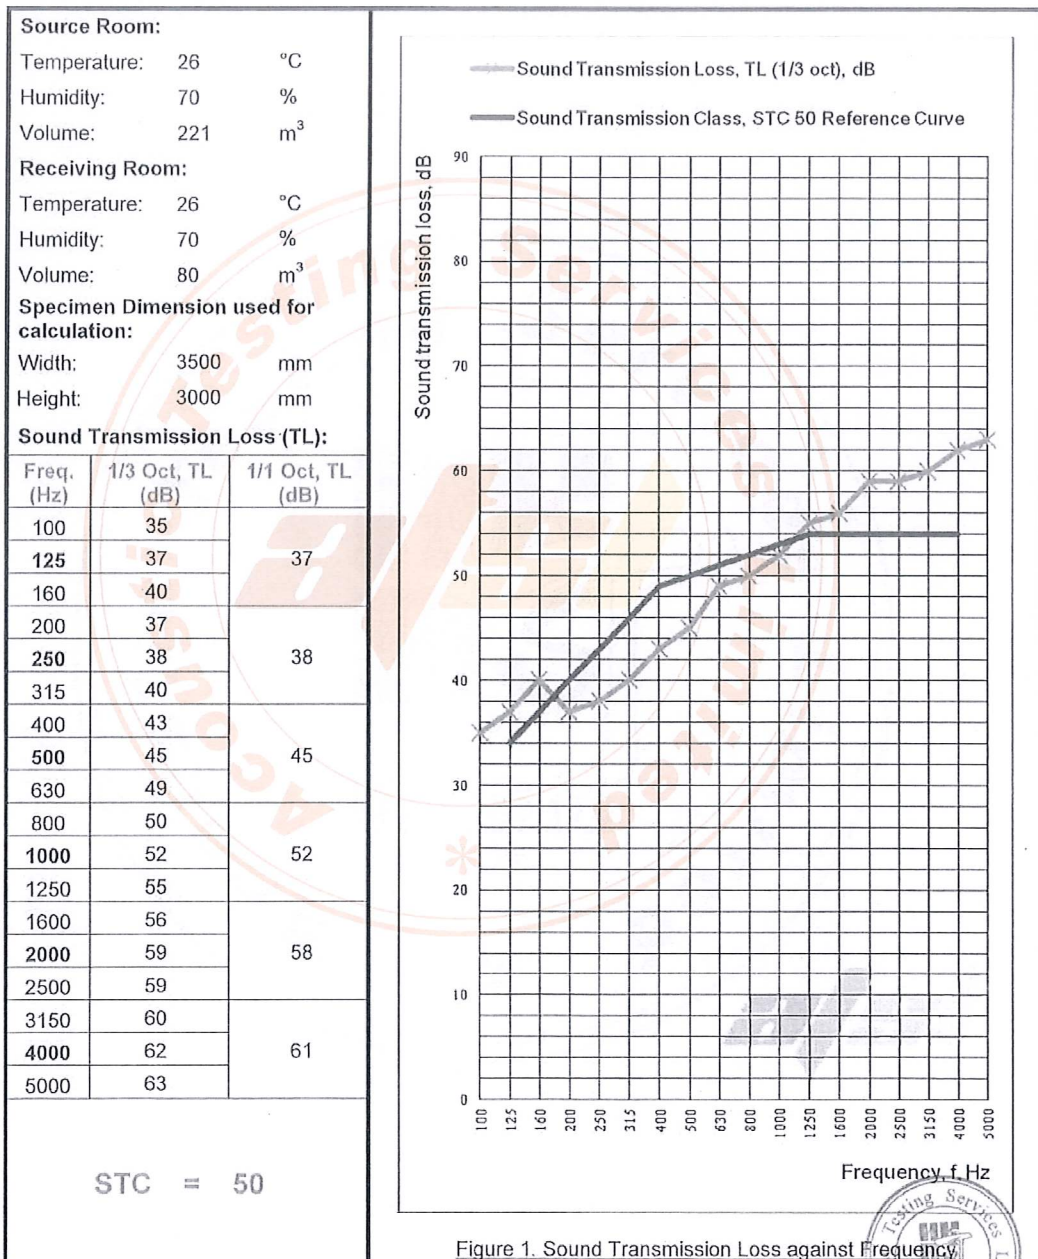 Source Room:
Temperature: 26 °C
Humidity: 70 %
Volume: 221 m³
Receiving Room:
Temperature: 26 °C
Humidity: 70 %
Volume: 80 m³
Specimen Dimension used for
calculation:
Width: 3500 mm
Height: 3000 mm
Sound Transmission Loss (TL):
Freq. (Hz) 1/3 Oct, TL (dB) 1/1 Oct, TL (dB)
100 35
125 37 37
160 40
200 37
250 38 38
315 40
400 43
500 45 45
630 49
800 50
1000 52 52
1250 55
1600 56
2000 59 58
2500 59
3150 60
4000 62 61
5000 63
STC = 50
Sound Transmission Loss, TL (1/3 oct), dB
Sound Transmission Class, STC 50 Reference Curve
Sound transmission loss, dB
90
80
70
60
50
40
30
20
10
0
100 125 160 200 250 315 400 500 630 800 1000 1250 1600 2000 2500 3150 4000 5000
Frequency, f, Hz
Figure 1. Sound Transmission Loss against Frequency
Acoustic Testing Services Limited
atsl
Testing Services